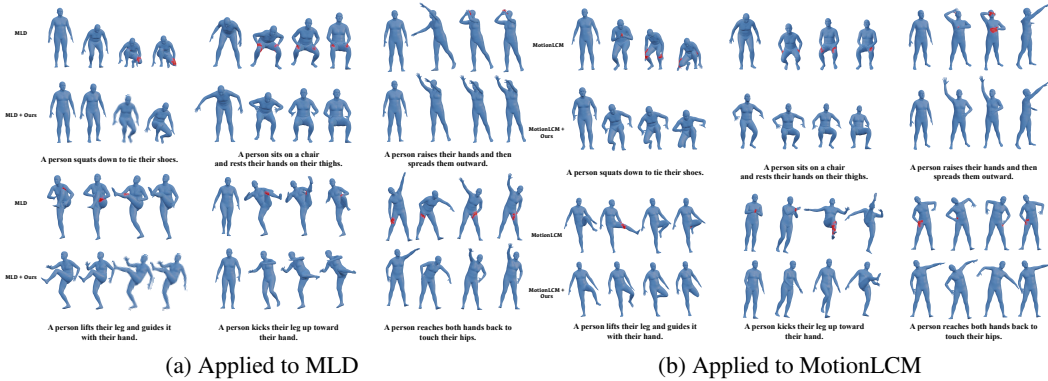 MLD
MLD + Ours
A person squats down to tie their shoes.
A person sits on a chair
and rests their hands on their thighs.
A person raises their hands and then
spreads them outward.
MLD
MLD + Ours
A person lifts their leg and guides it
with their hand.
A person kicks their leg up toward
their hand.
A person reaches both hands back to
touch their hips.
(a) Applied to MLD
MotionLCM
MotionLCM +
Ours
A person squats down to tie their shoes.
A person sits on a chair
and rests their hands on their thighs.
A person raises their hands and then
spreads them outward.
MotionLCM
MotionLCM +
Ours
A person lifts their leg and guides it
with their hand.
A person kicks their leg up toward
their hand.
A person reaches both hands back to
touch their hips.
(b) Applied to MotionLCM